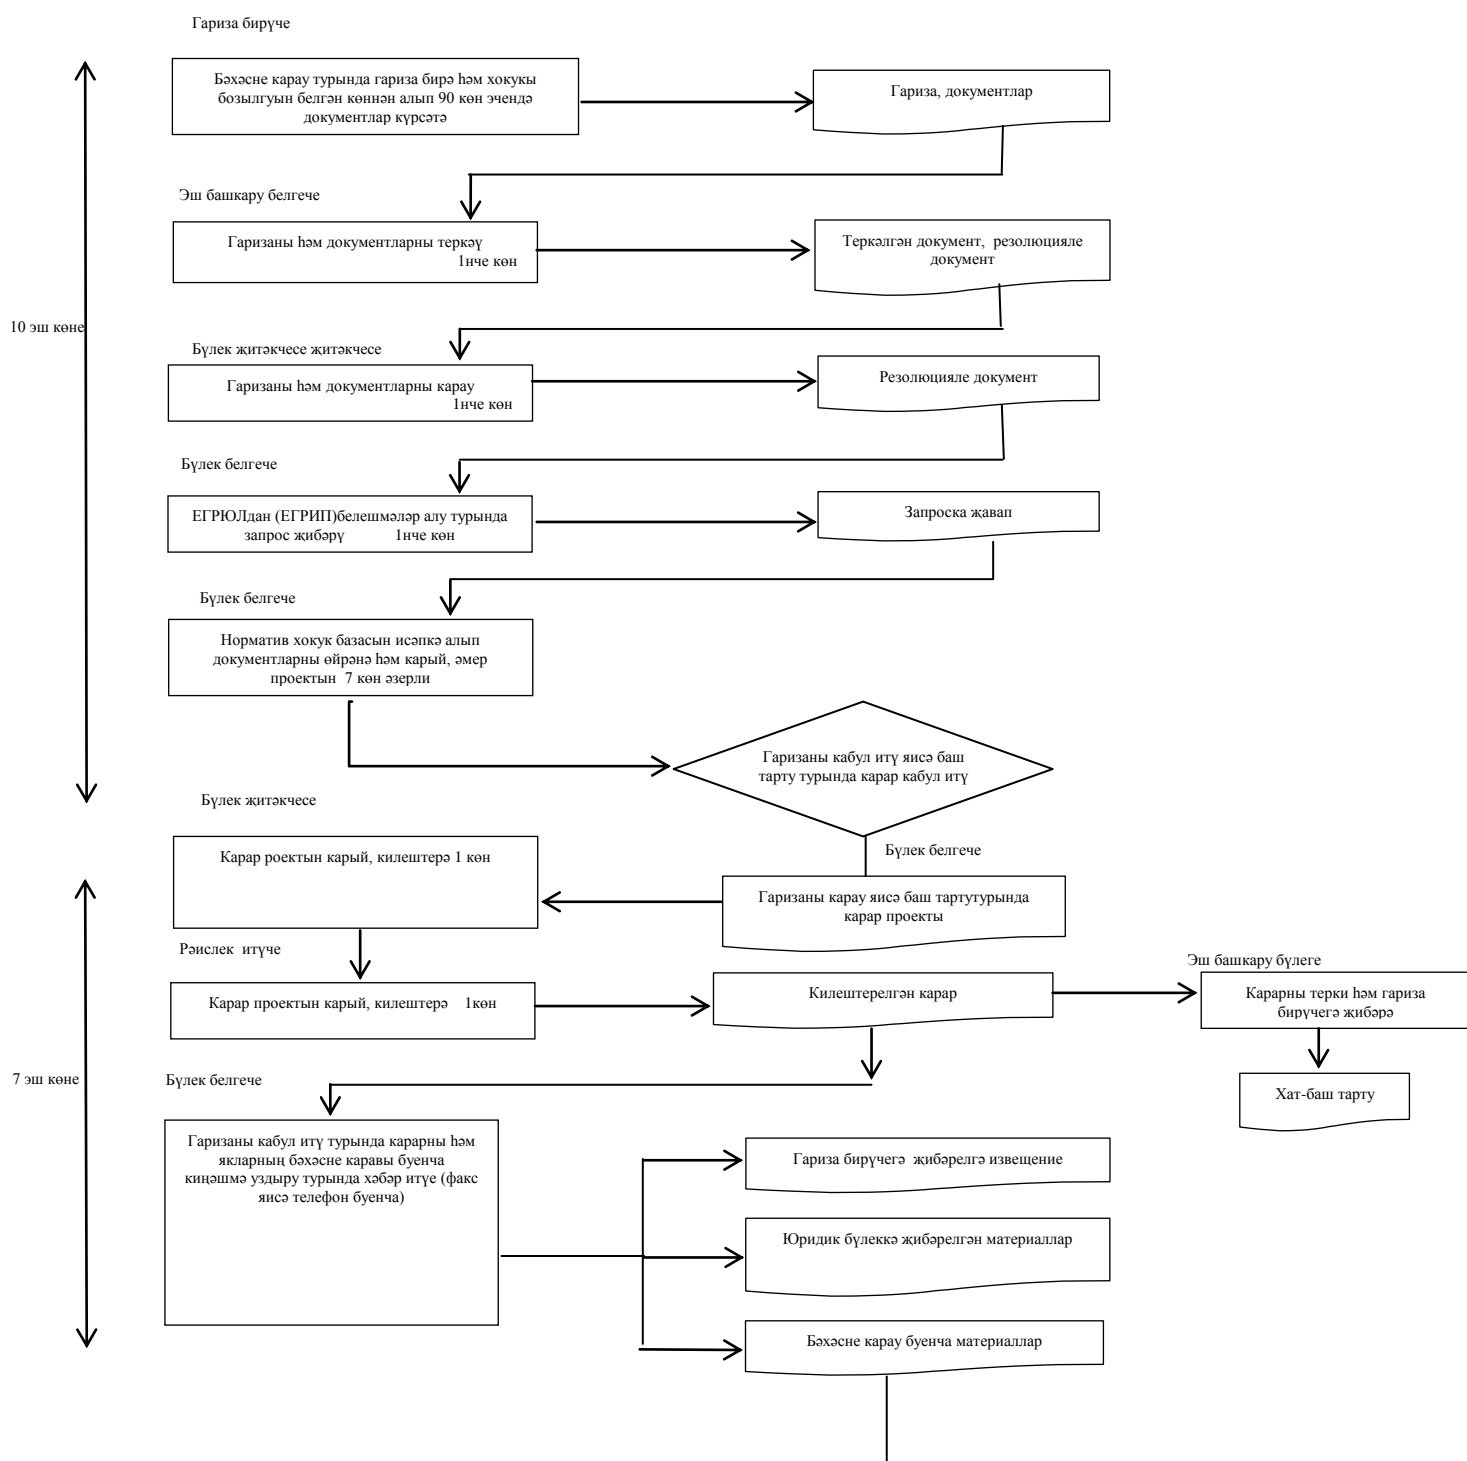 Гариза бирүче
Бәхәсне карау турында гариза бирә һәм хокукы
бозылгуын белгән көннән алып 90 көн эчендә
документлар күрсәтә
Гариза, документлар
Эш башкару белгече
Гаризаны һәм документларны теркәү
1нче көн
Теркәлгән документ, резолюцияле
документ
10 эш көне
Бүлек җитәкчесе җитәкчесе
Гаризаны һәм документларны карау
1нче көн
Резолюцияле документ
Бүлек белгече
ЕГРЮЛдан (ЕГРИП)белешмәләр алу турында
запрос җибәрү 1нче көн
Запроска җавап
Бүлек белгече
Норматив хокук базасын исәпкә алып
документларны өйрәнә һәм карый, әмер
проектын 7 көн әзерли
Гаризаны кабул итү яисә баш
тарту турында карар кабул итү
Бүлек җитәкчесе
Карар роектын карый, килештерә 1 көн
Бүлек белгече
Гаризаны карау яисә баш тартутурында
карар проекты
Рәислек итүче
Карар проектын карый, килештерә 1көн
Килештерелгән карар
Эш башкару бүлеге
Карарны терки һәм гариза
бирүчегә җибәрә
Хат-баш тарту
7 эш көне
Бүлек белгече
Гаризаны кабул итү турында карарны һәм
якларның бәхәсне каравы буенча
киңәшмә уздыру турында хәбәр итүе (факс
яисә телефон буенча)
Гариза бирүчегә җибәрелгә извещение
Юридик бүлеккә җибәрелгән материаллар
Бәхәсне карау буенча материаллар